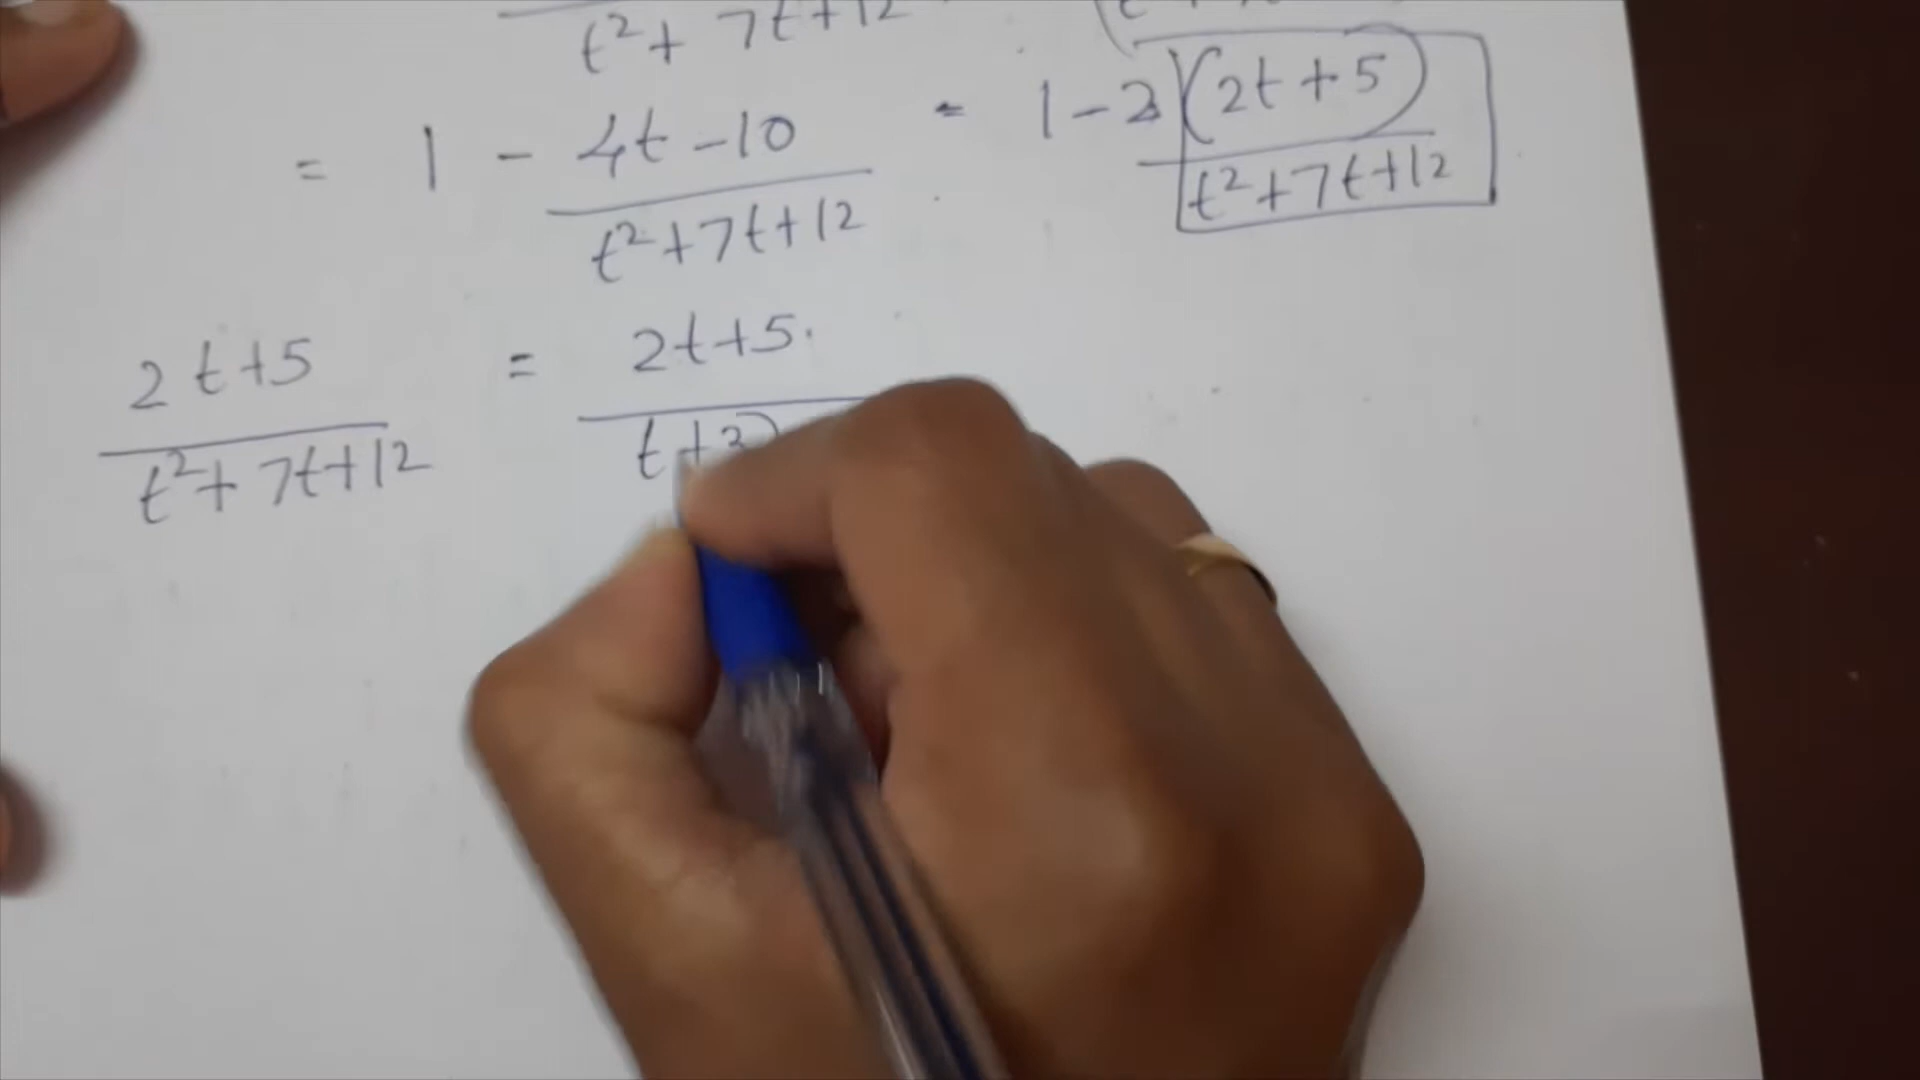 t²+ 7t+12
= 1 - 4t-10 / t²+7t+12 = 1-2(2t+5) / t²+7t+12
2t+5 / t²+ 7t+12 = 2t+5 / t+3)